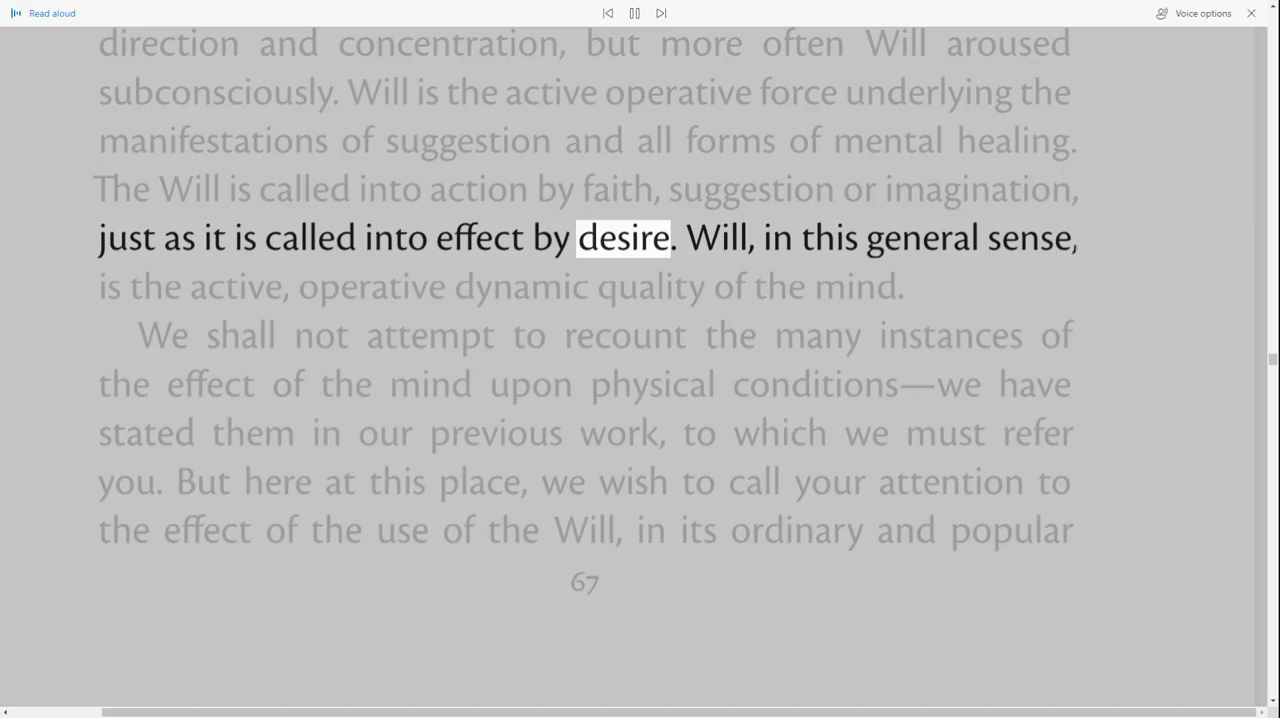 Read aloud
Voice options
direction and concentration, but more often Will aroused
subconsciously. Will is the active operative force underlying the
manifestations of suggestion and all forms of mental healing.
The Will is called into action by faith, suggestion or imagination,
just as it is called into effect by desire. Will, in this general sense,
is the active, operative dynamic quality of the mind.
We shall not attempt to recount the many instances of
the effect of the mind upon physical conditions—we have
stated them in our previous work, to which we must refer
you. But here at this place, we wish to call your attention to
the effect of the use of the Will, in its ordinary and popular
67